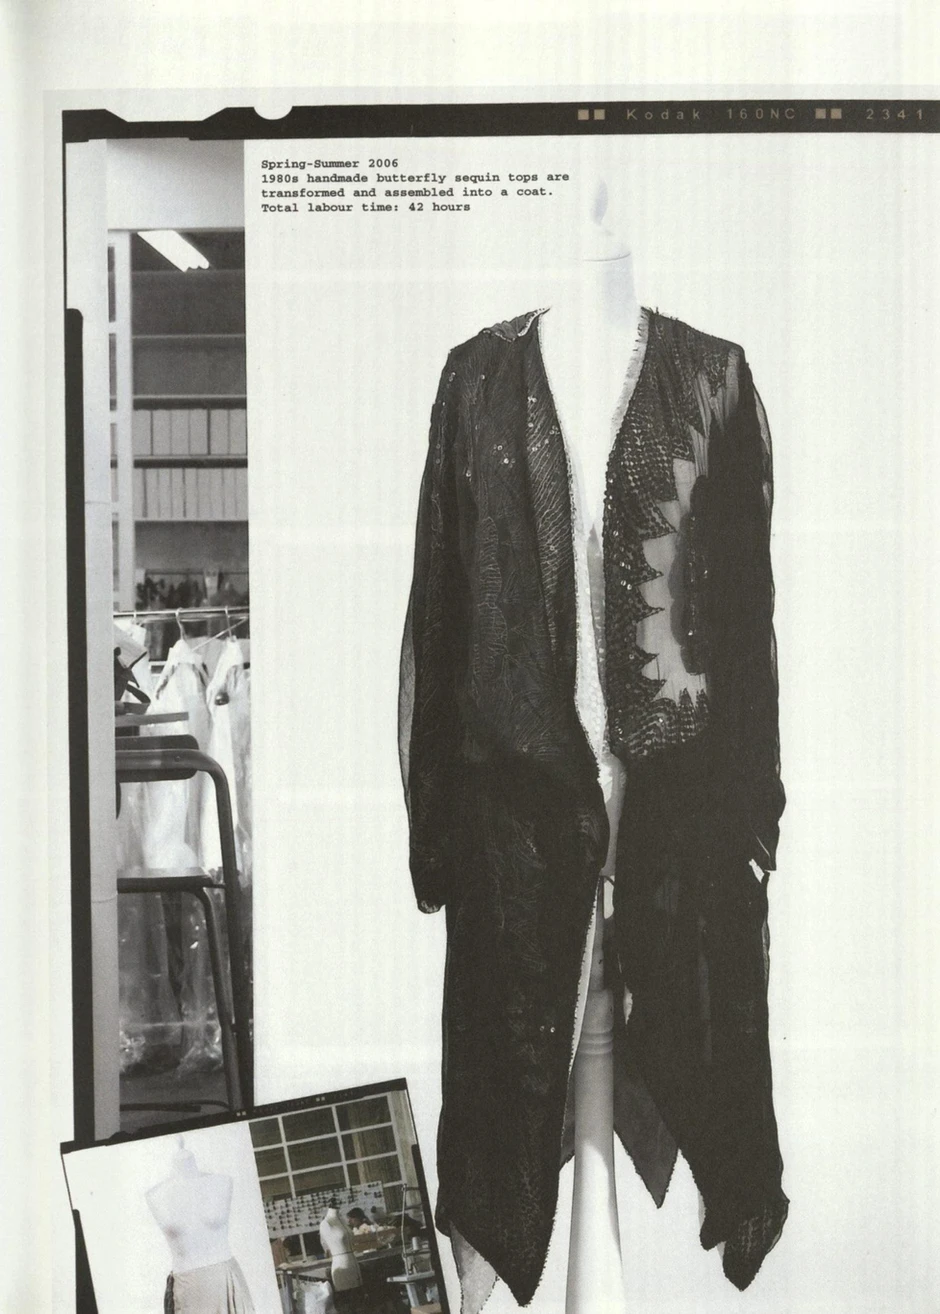 Kodak 160NC 2341
Spring-Summer 2006
1980s handmade butterfly sequin tops are
transformed and assembled into a coat.
Total labour time: 42 hours